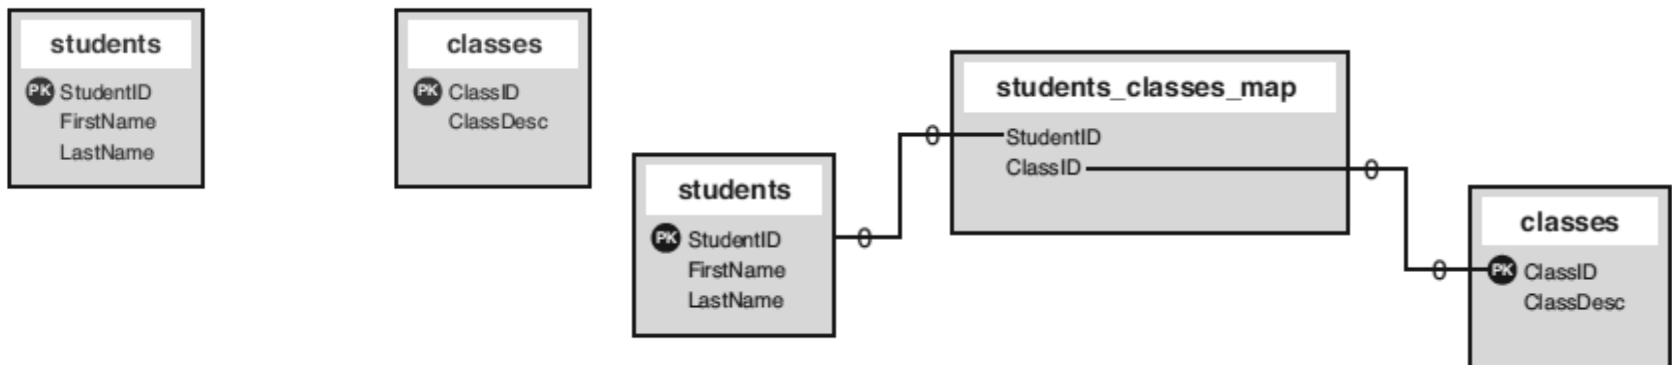 students
PK StudentID
FirstName
LastName
classes
PK ClassID
ClassDesc
students
PK StudentID
FirstName
LastName
students_classes_map
StudentID
ClassID
classes
PK ClassID
ClassDesc